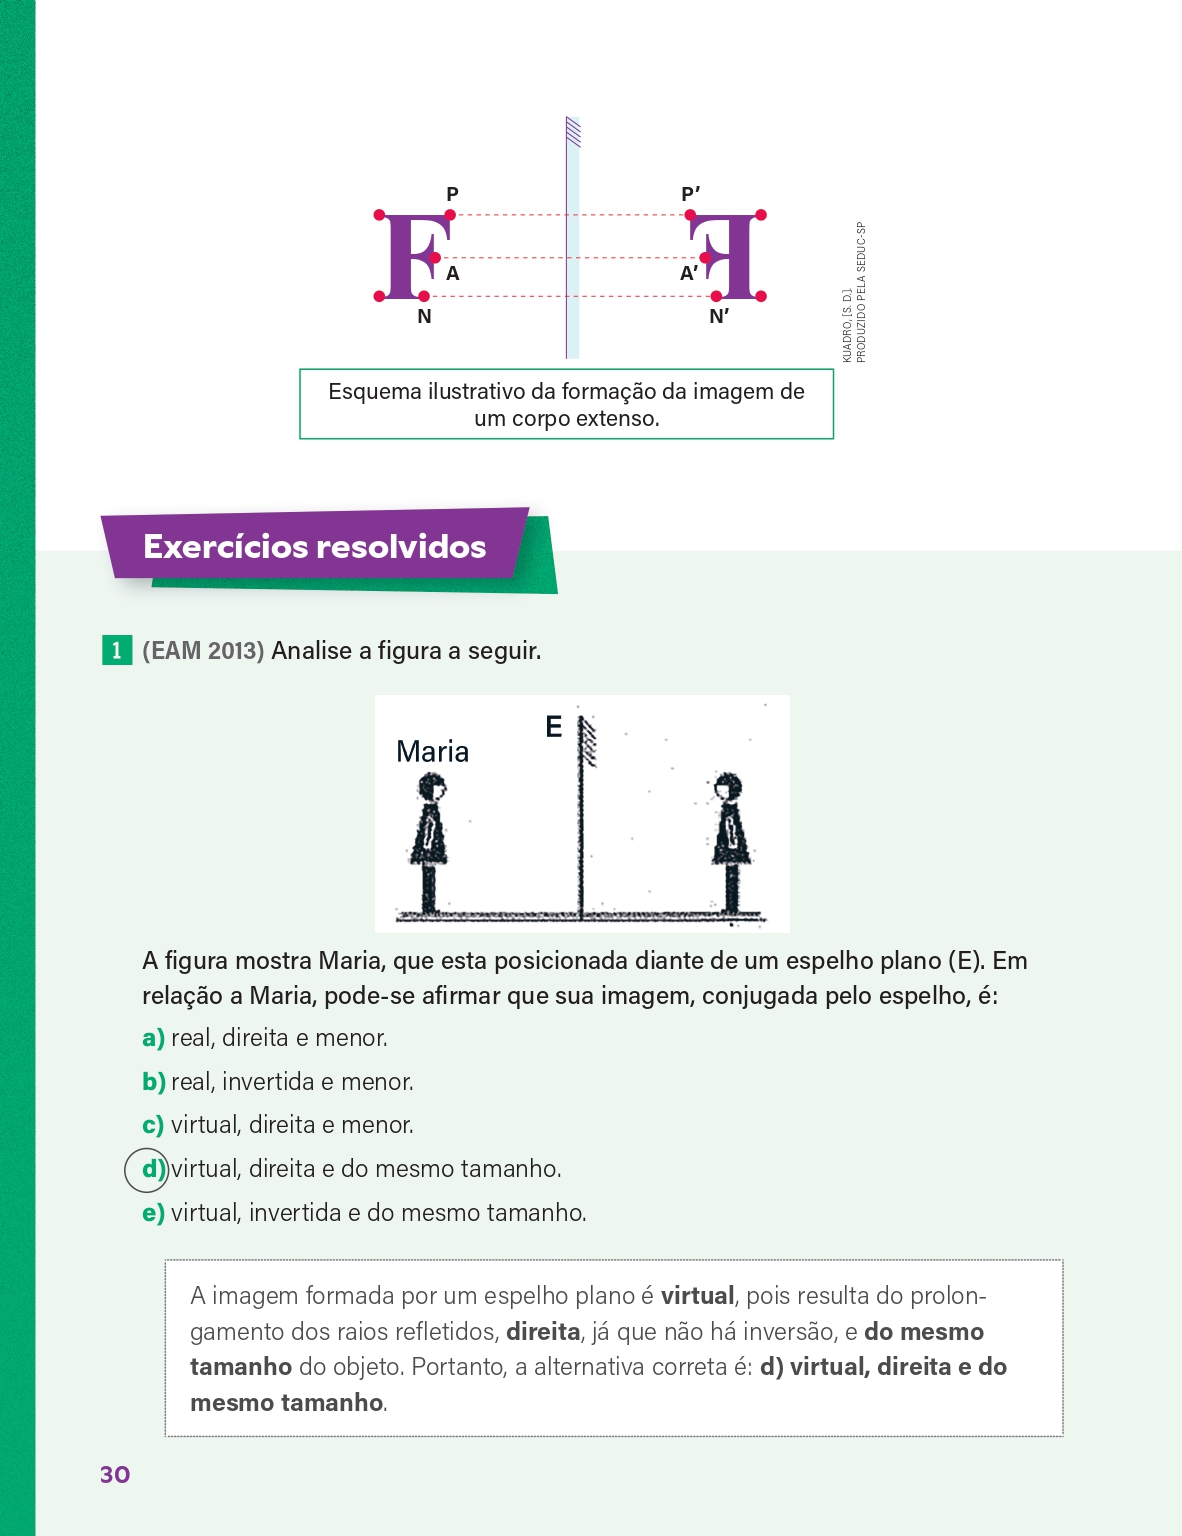 P
P’
A
A’
N
N’
KUADRO, [S. D.].
PRODUZIDO PELA SEDUC-SP
Esquema ilustrativo da formação da imagem de
um corpo extenso.
Exercícios resolvidos
1 (EAM 2013) Analise a figura a seguir.
E
Maria
A figura mostra Maria, que esta posicionada diante de um espelho plano (E). Em
relação a Maria, pode-se afirmar que sua imagem, conjugada pelo espelho, é:
a) real, direita e menor.
b) real, invertida e menor.
c) virtual, direita e menor.
d) virtual, direita e do mesmo tamanho.
e) virtual, invertida e do mesmo tamanho.
A imagem formada por um espelho plano é virtual, pois resulta do prolon-
gamento dos raios refletidos, direita, já que não há inversão, e do mesmo
tamanho do objeto. Portanto, a alternativa correta é: d) virtual, direita e do
mesmo tamanho.
30